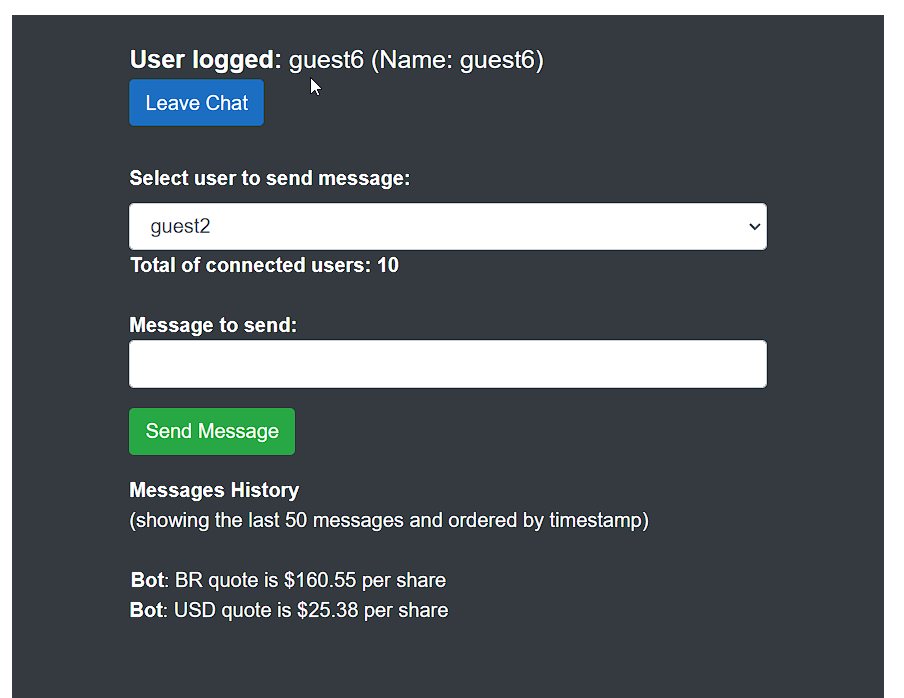 User logged: guest6 (Name: guest6)
Leave Chat
Select user to send message:
guest2
Total of connected users: 10
Message to send:
Send Message
Messages History
(showing the last 50 messages and ordered by timestamp)
Bot: BR quote is $160.55 per share
Bot: USD quote is $25.38 per share